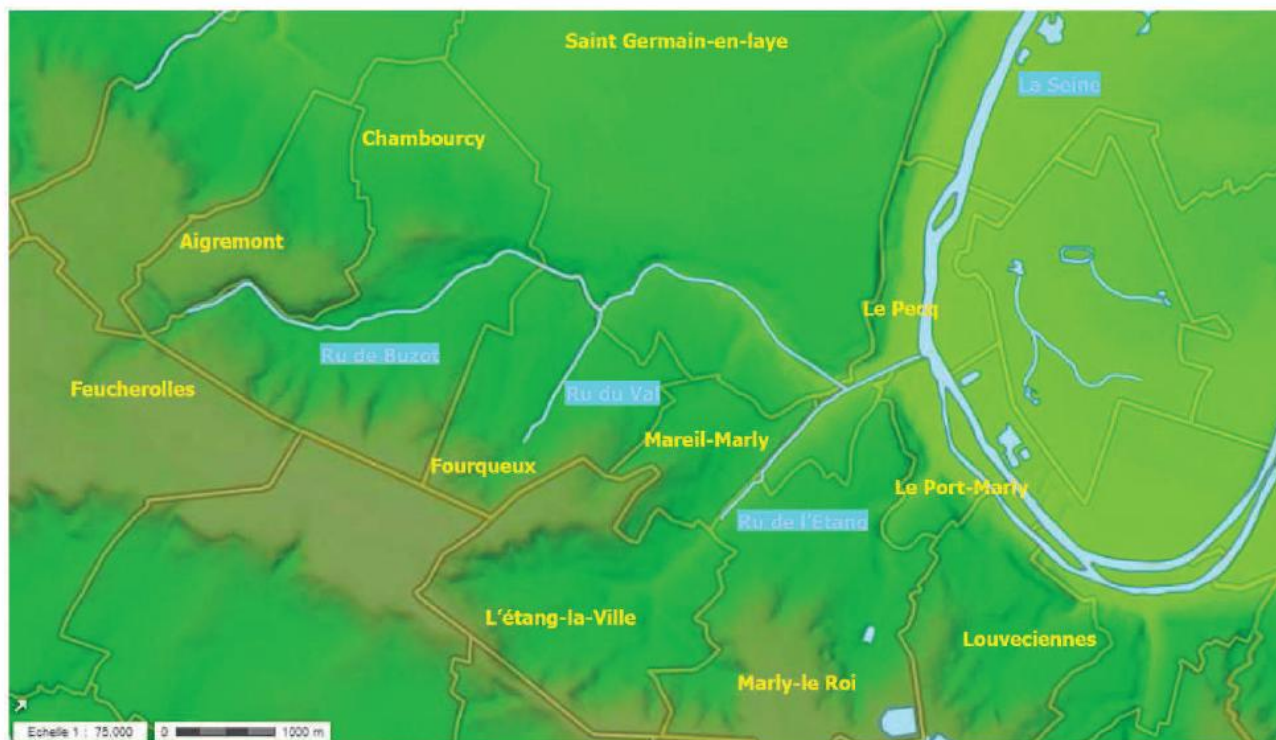 Saint Germain-en-laye
La Seine
Chambourcy
Aigremont
Le Pecq
Ru de Buzot
Feucherolles
Ru du Val
Mareil-Marly
Fourqueux
Le Port-Marly
Ru de l'Etang
L'étang-la-Ville
Louveciennes
Marly-le Roi
Echelle 1 : 75.000 0 1000 m